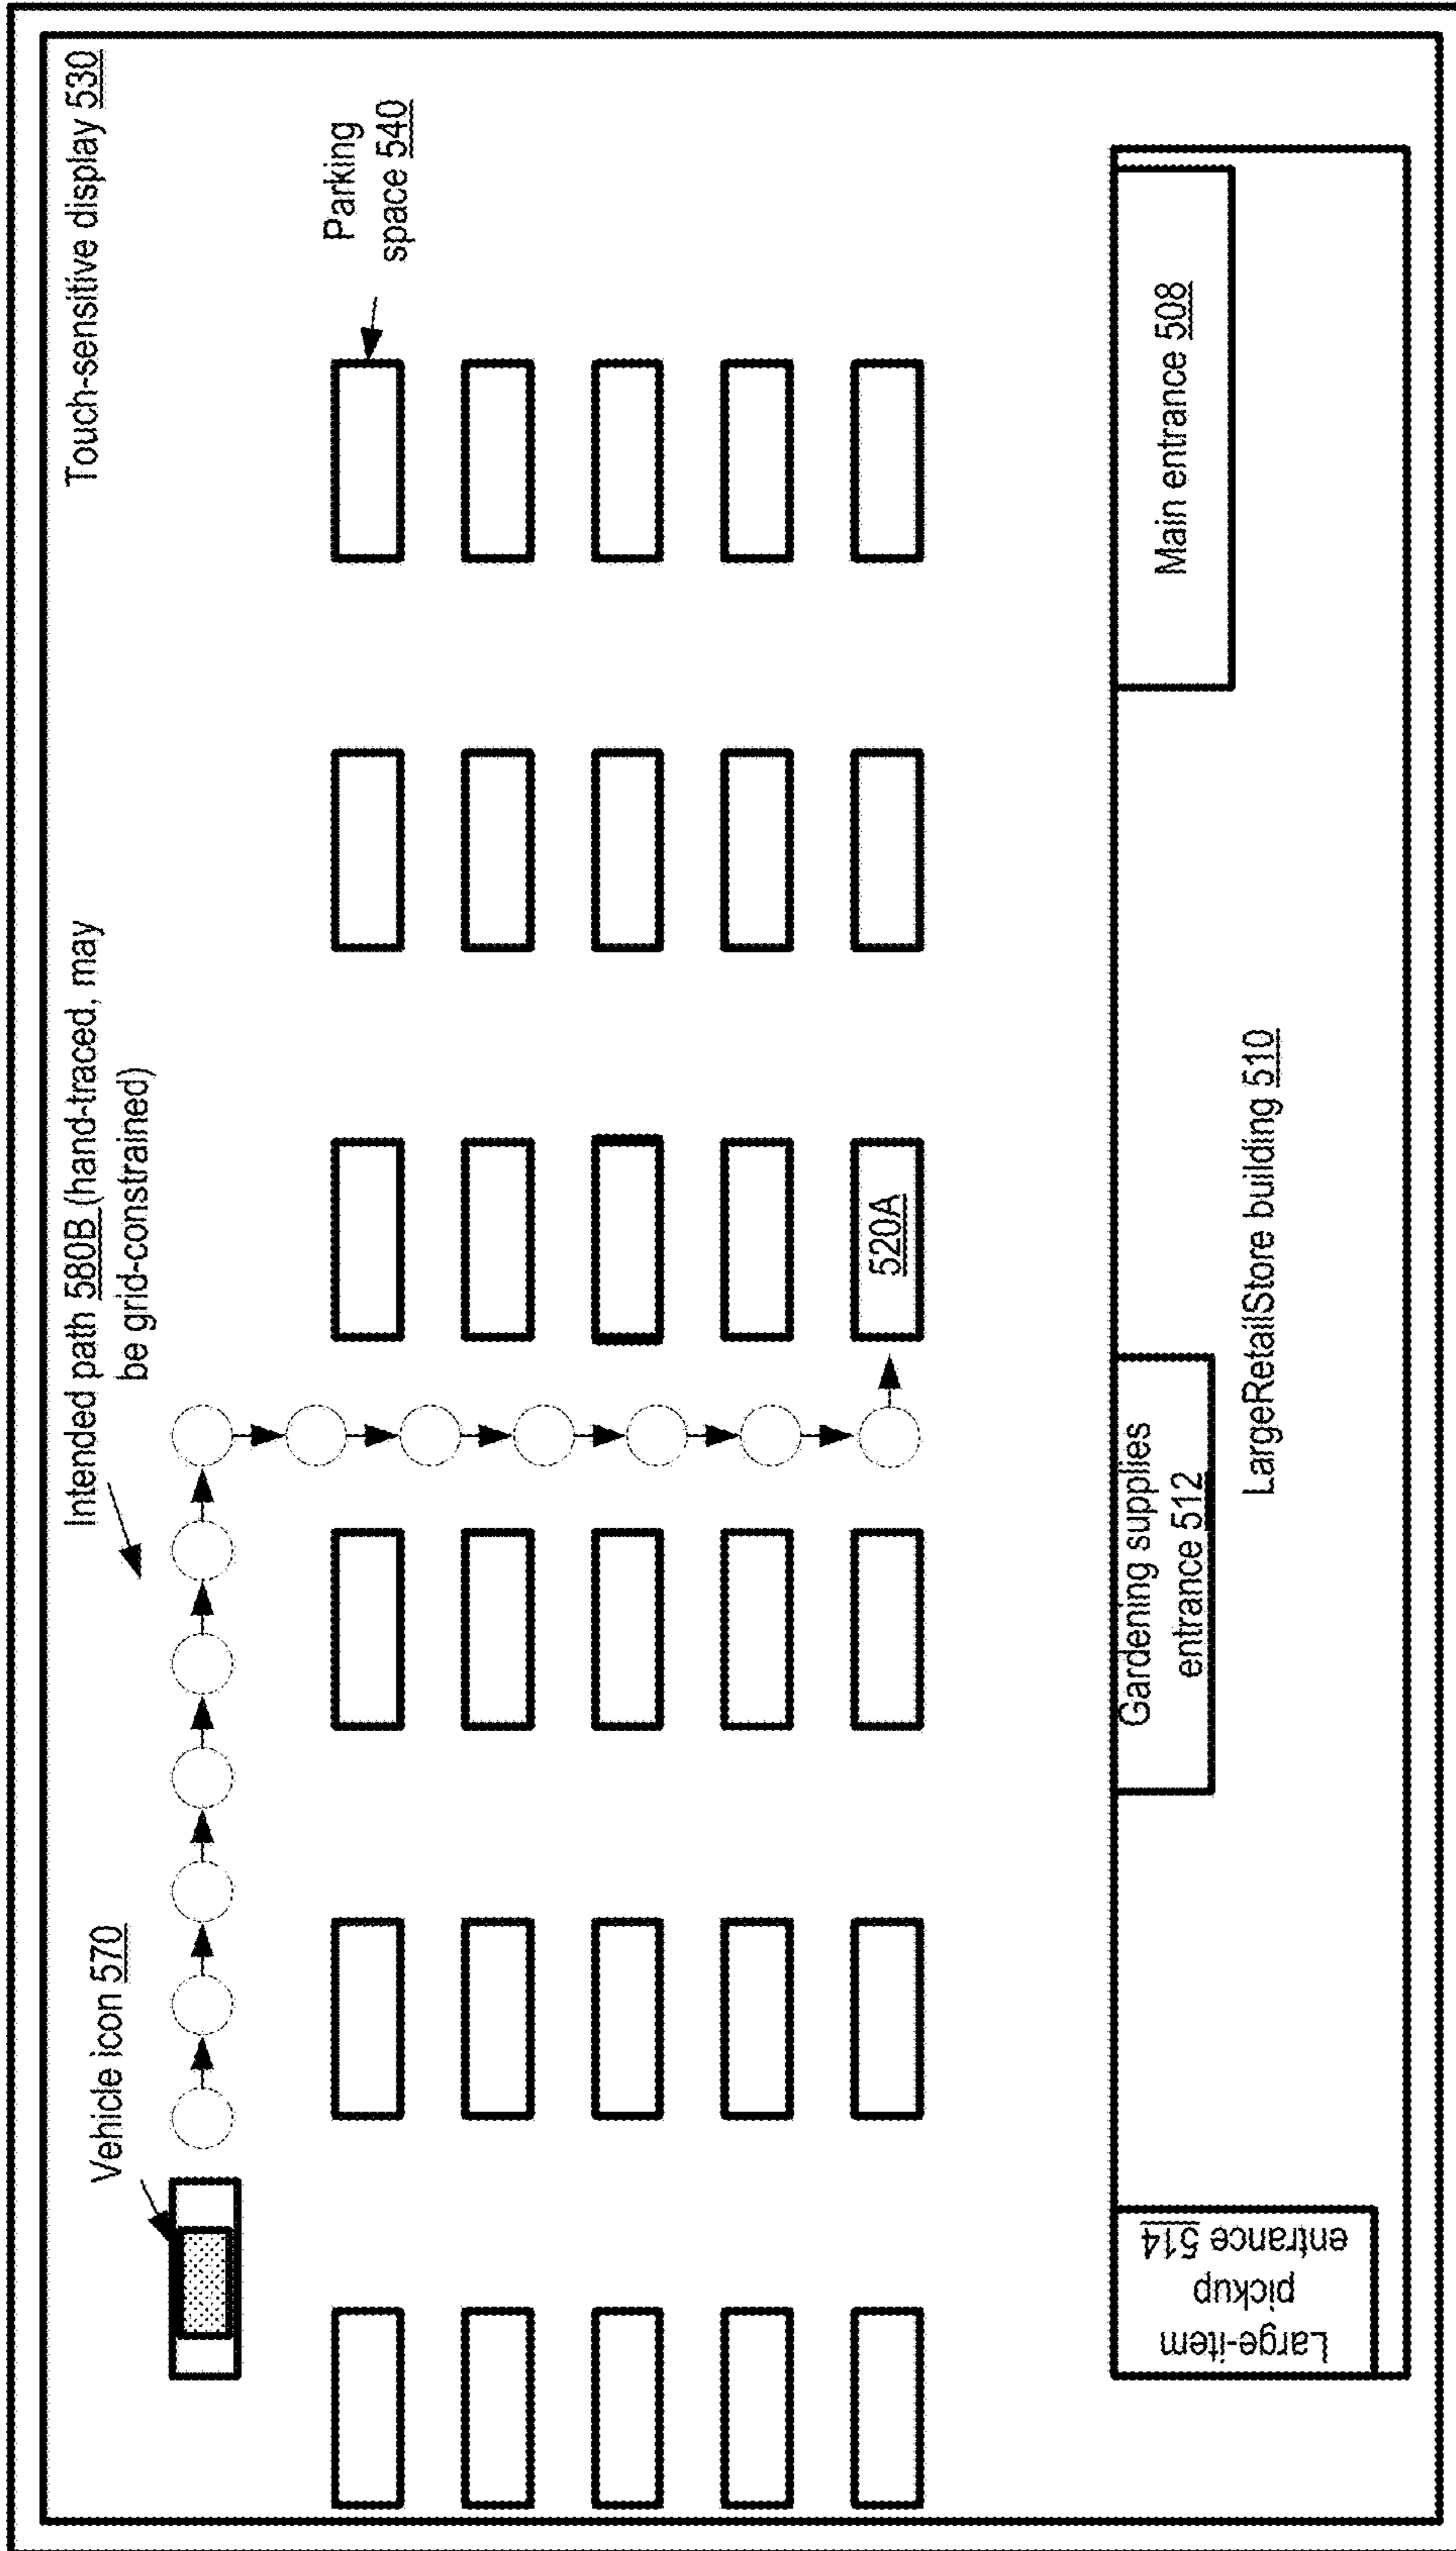 Touch-sensitive display 530
Intended path 580B (hand-traced, may
be grid-constrained)
Vehicle icon 570
Parking
space 540
520A
Main entrance 508
Gardening supplies
entrance 512
Large-item
pickup
entrance 514
LargeRetailStore building 510